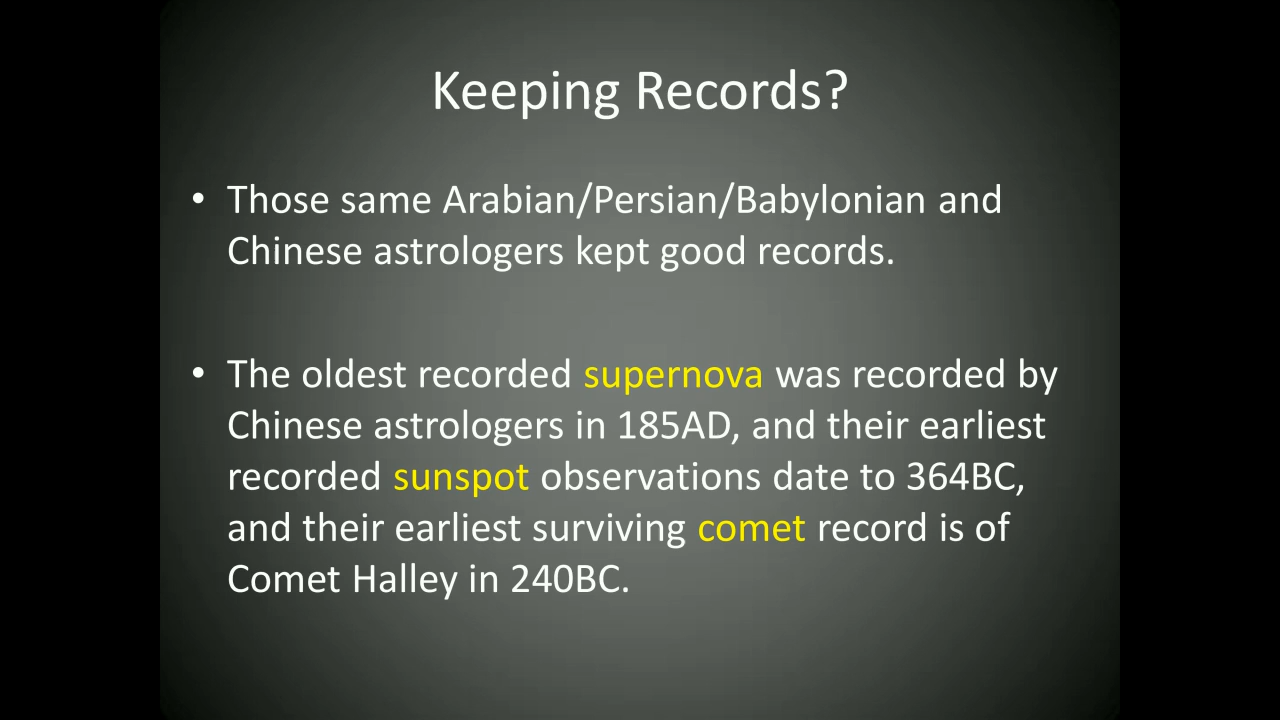 Keeping Records?
• Those same Arabian/Persian/Babylonian and
Chinese astrologers kept good records.
• The oldest recorded supernova was recorded by
Chinese astrologers in 185AD, and their earliest
recorded sunspot observations date to 364BC,
and their earliest surviving comet record is of
Comet Halley in 240BC.